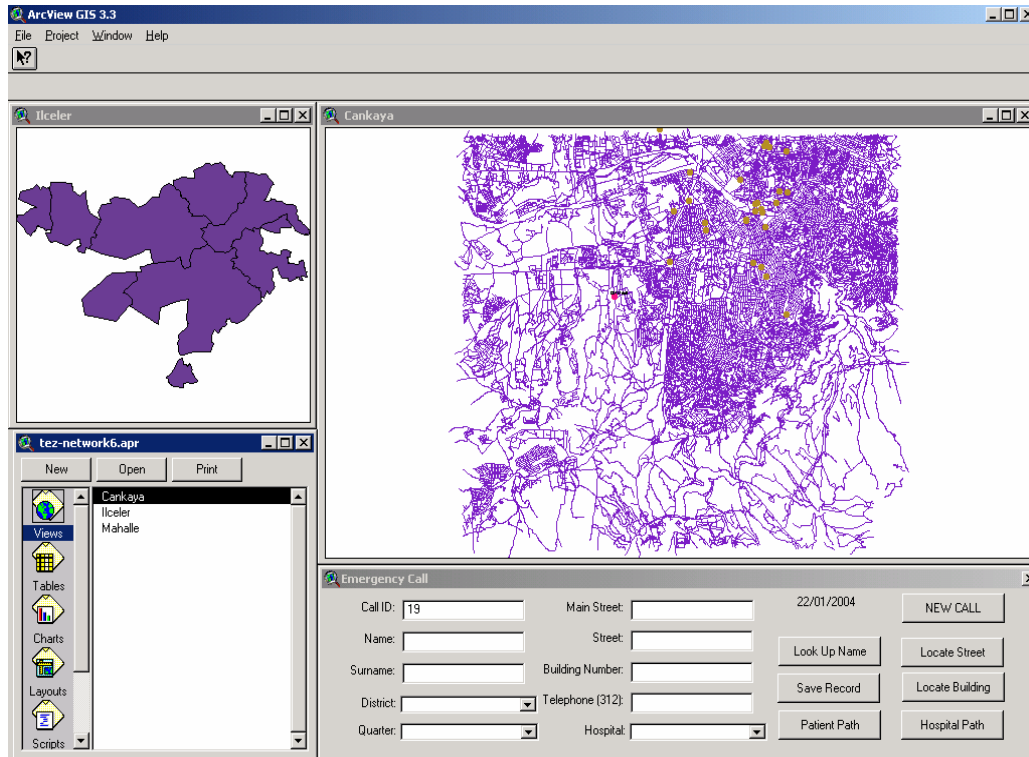 ArcView GIS 3.3
File Project Window Help
Ilceler
Cankaya
tez-network6.apr
New Open Print
Views
Tables
Charts
Layouts
Scripts
Cankaya
Ilceler
Mahalle
Emergency Call
Call ID: 19 Main Street: 22/01/2004 NEW CALL
Name: Street: Look Up Name Locate Street
Surname: Building Number: Save Record Locate Building
District: Telephone (312):
Quarter: Hospital: Patient Path Hospital Path